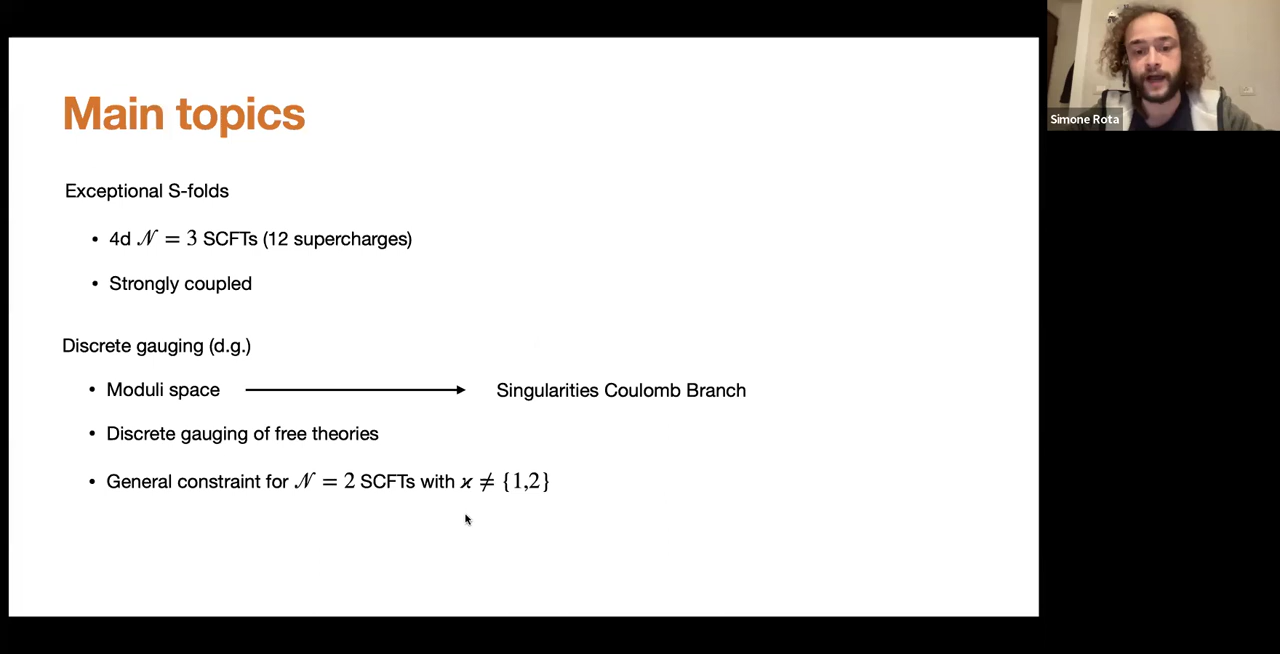 Main topics
Simone Rota
Exceptional S-folds
• 4d 𝒩 = 3 SCFTs (12 supercharges)
• Strongly coupled
Discrete gauging (d.g.)
• Moduli space → Singularities Coulomb Branch
• Discrete gauging of free theories
• General constraint for 𝒩 = 2 SCFTs with ϰ ≠ {1,2}